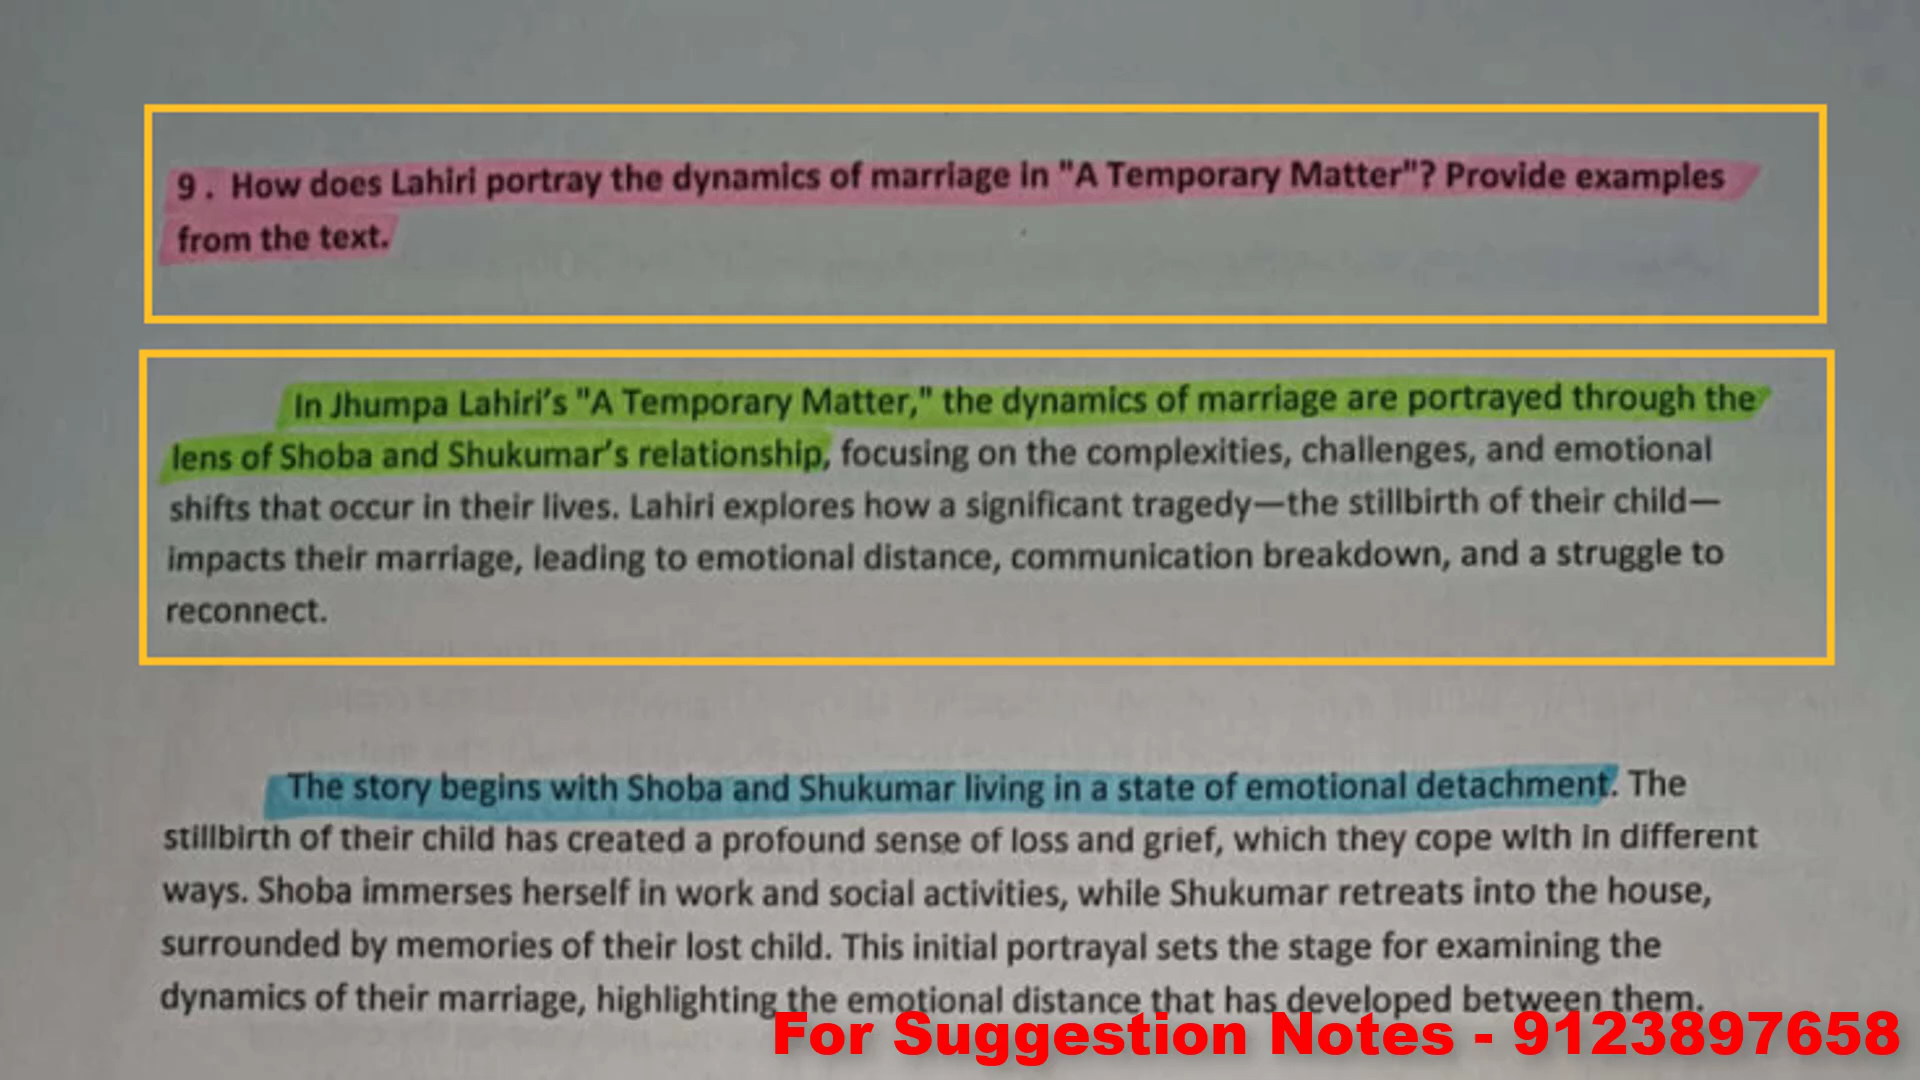 9 . How does Lahiri portray the dynamics of marriage in "A Temporary Matter"? Provide examples
from the text.
In Jhumpa Lahiri's "A Temporary Matter," the dynamics of marriage are portrayed through the
lens of Shoba and Shukumar's relationship, focusing on the complexities, challenges, and emotional
shifts that occur in their lives. Lahiri explores how a significant tragedy—the stillbirth of their child—
impacts their marriage, leading to emotional distance, communication breakdown, and a struggle to
reconnect.
The story begins with Shoba and Shukumar living in a state of emotional detachment. The
stillbirth of their child has created a profound sense of loss and grief, which they cope with in different
ways. Shoba immerses herself in work and social activities, while Shukumar retreats into the house,
surrounded by memories of their lost child. This initial portrayal sets the stage for examining the
dynamics of their marriage, highlighting the emotional distance that has developed between them.
For Suggestion Notes - 9123897658